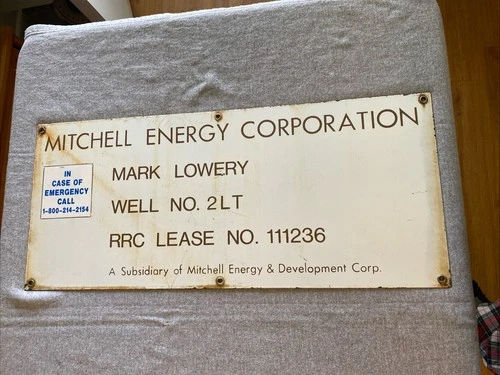 MITCHELL ENERGY CORPORATION
IN
CASE OF
EMERGENCY
CALL
1-800-214-2154
MARK LOWERY
WELL NO. 2LT
RRC LEASE NO. 111236
A Subsidiary of Mitchell Energy & Development Corp.